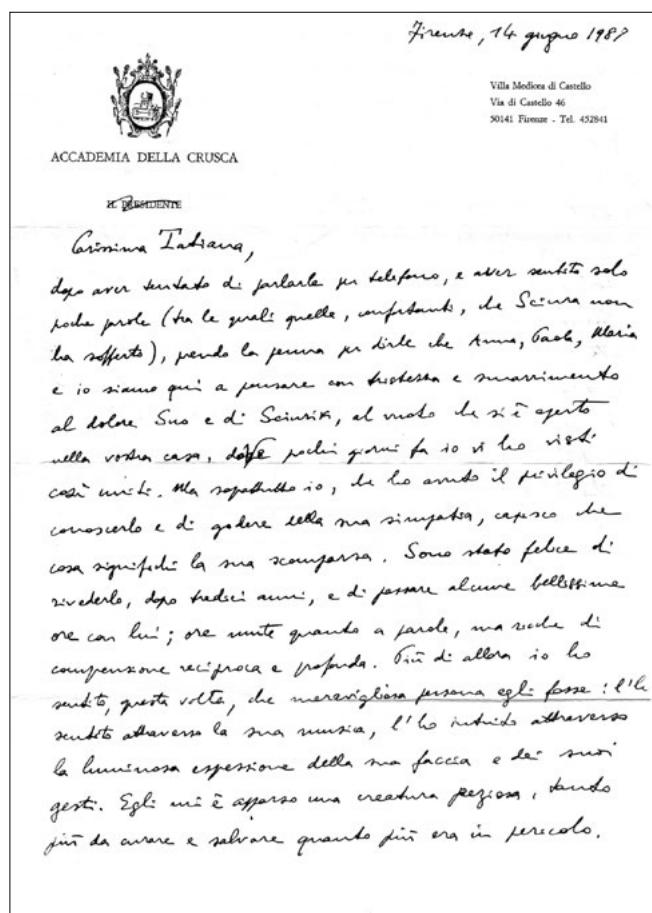 Firenze, 14 giugno 1987
Villa Medicea di Castello
Via di Castello 46
50141 Firenze - Tel. 452841
ACCADEMIA DELLA CRUSCA
IL PRESIDENTE
Carissima Tatiana,
dopo aver tentato di parlarle per telefono, e aver sentito solo
poche parole (tra le quali quelle, confortanti, che Sciura non
ha sofferto), prendo la penna per dirle che Anna, Paola, Maria
e io siamo qui a pensare con tristezza e smarrimento
al dolore Suo e di al vuoto che si è aperto
nella vostra casa, dove pochi giorni fa io vi ho visti
così uniti. Ma soprattutto io, che ho avuto il privilegio di
conoscerlo e di godere della sua simpatia, capisco che
cosa significhi la sua scomparsa. Sono stato felice di
rivederlo, dopo tredici anni, e di passare alcune bellissime
ore con lui; ore mute quanto a parole, ma ricche di
comprensione reciproca e profonda. Più di allora io ho
sentito, questa volta, che meravigliosa persona egli fosse: l'ho
sentito attraverso la sua musica, l'ho intuito attraverso
la luminosa espressione della sua faccia e dei suoi
gesti. Egli mi è apparso una creatura preziosa, tanto
più da curare e salvare quanto più era in pericolo.